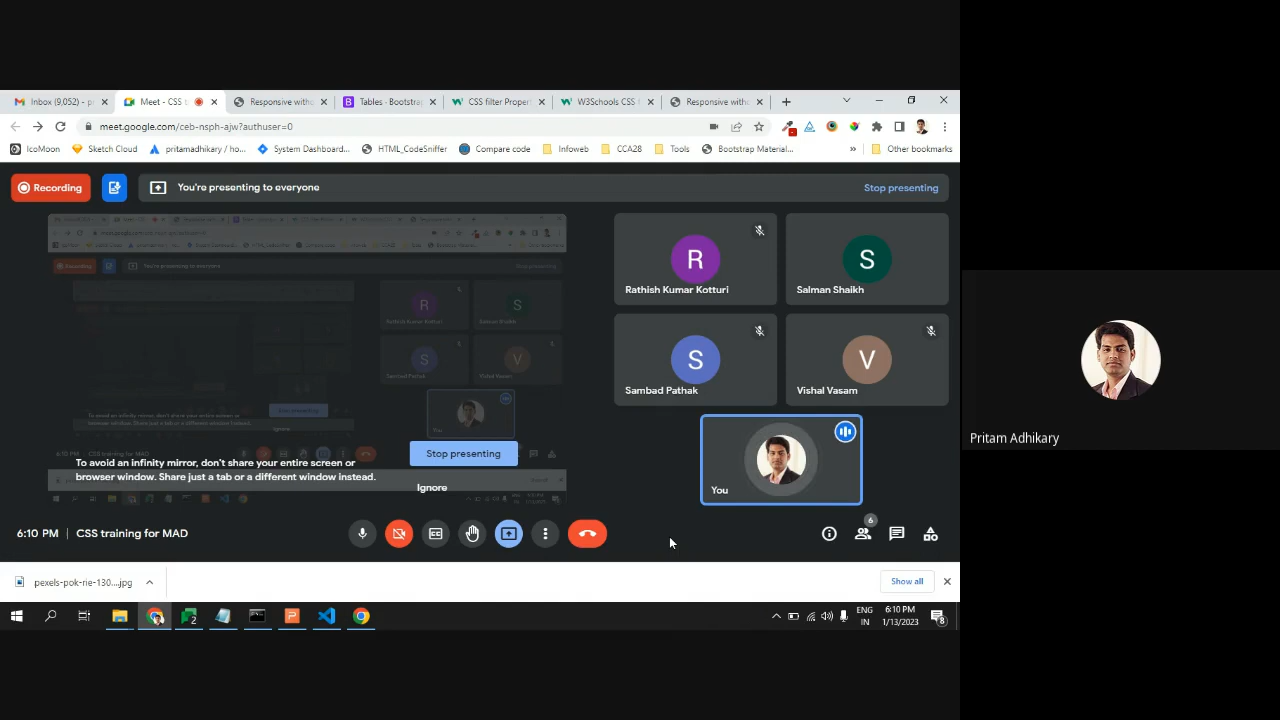 Inbox (9,052) - p
Meet - CSS t
Responsive with
Tables · Bootstrap
CSS filter Proper
W3Schools CSS f
Responsive with
meet.google.com/ceb-nsph-ajw?authuser=0
IcoMoon
Sketch Cloud
pritamadhikary / ho...
System Dashboard...
HTML_CodeSniffer
Compare code
Infoweb
CCA28
Tools
Bootstrap Material...
»
Other bookmarks
Recording
You're presenting to everyone
Stop presenting
R
Rathish Kumar Kotturi
S
Salman Shaikh
S
Sambad Pathak
V
Vishal Vasam
You
Pritam Adhikary
Stop presenting
To avoid an infinity mirror, don't share your entire screen or
browser window. Share just a tab or a different window instead.
Ignore
6:10 PM | CSS training for MAD
6
pexels-pok-rie-130....jpg
Show all
ENG
IN
6:10 PM
1/13/2023
8